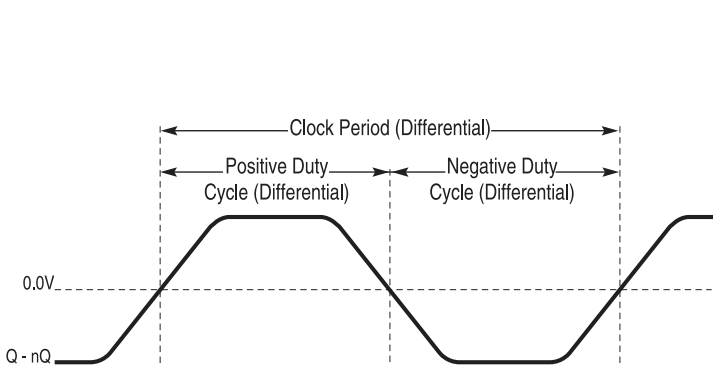 Clock Period (Differential)
Positive Duty
Cycle (Differential)
Negative Duty
Cycle (Differential)
0.0V
Q - nQ